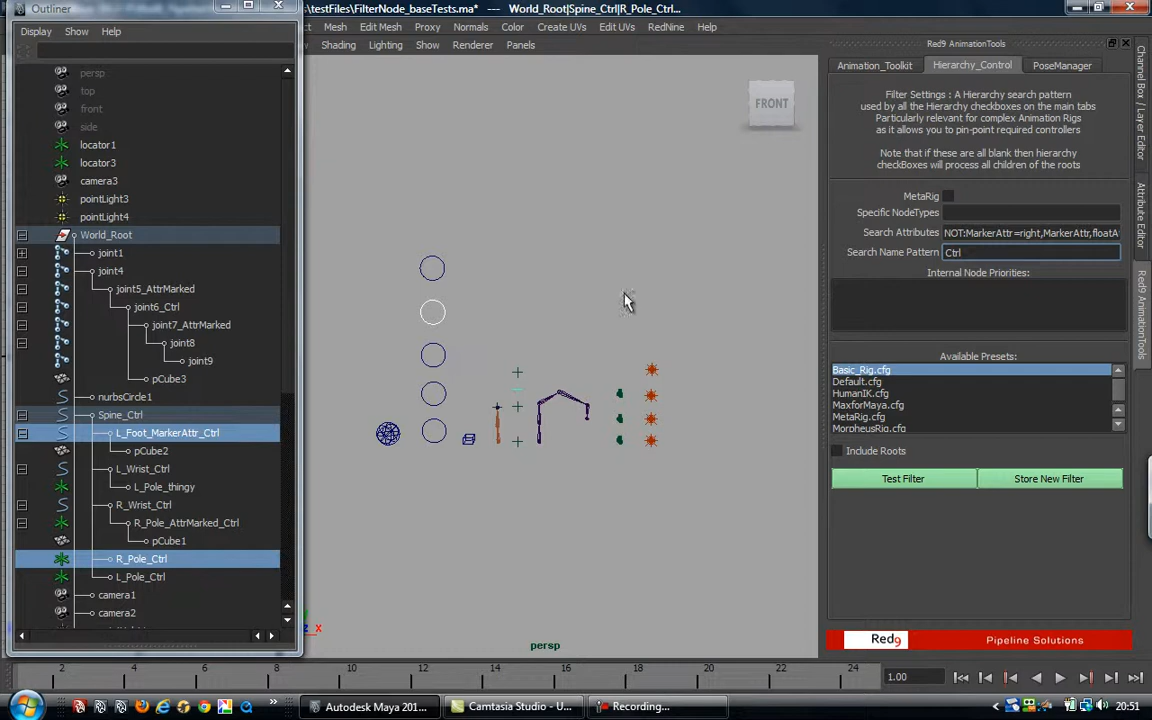 Outliner
Display Show Help
persp
top
front
side
locator1
locator3
camera3
pointLight3
pointLight4
World_Root
joint1
joint4
joint5_AttrMarked
joint6_Ctrl
joint7_AttrMarked
joint8
joint9
pCube3
nurbsCircle1
Spine_Ctrl
L_Foot_MarkerAttr_Ctrl
pCube2
L_Wrist_Ctrl
L_Pole_thingy
R_Wrist_Ctrl
R_Pole_AttrMarked_Ctrl
pCube1
R_Pole_Ctrl
L_Pole_Ctrl
camera1
camera2
\testFiles\FilterNode_baseTests.ma* --- World_Root|Spine_Ctrl|R_Pole_Ctrl...
Mesh Edit Mesh Proxy Normals Color Create UVs Edit UVs RedNine Help
Shading Lighting Show Renderer Panels
FRONT
X
persp
Red9 AnimationTools
Animation_Toolkit Hierarchy_Control PoseManager
Filter Settings : A Hierarchy search pattern
used by all the Hierarchy checkboxes on the main tabs
Particularly relevant for complex Animation Rigs
as it allows you to pin-point required controllers
Note that if these are all blank then hierarchy
checkBoxes will process all children of the roots
MetaRig
Specific NodeTypes
Search Attributes NOT:MarkerAttr=right,MarkerAttr,floatA
Search Name Pattern Ctrl
Internal Node Priorities:
Available Presets:
Basic_Rig.cfg
Default.cfg
HumanIK.cfg
MaxforMaya.cfg
MetaRig.cfg
MorpheusRig.cfg
Include Roots
Test Filter Store New Filter
Red9 Pipeline Solutions
Channel Box / Layer Editor
Attribute Editor
Red9 AnimationTools
2 4 6 8 10 12 14 16 18 20 22 24
1.00
Autodesk Maya 201... Camtasia Studio - U... Recording... 20:51